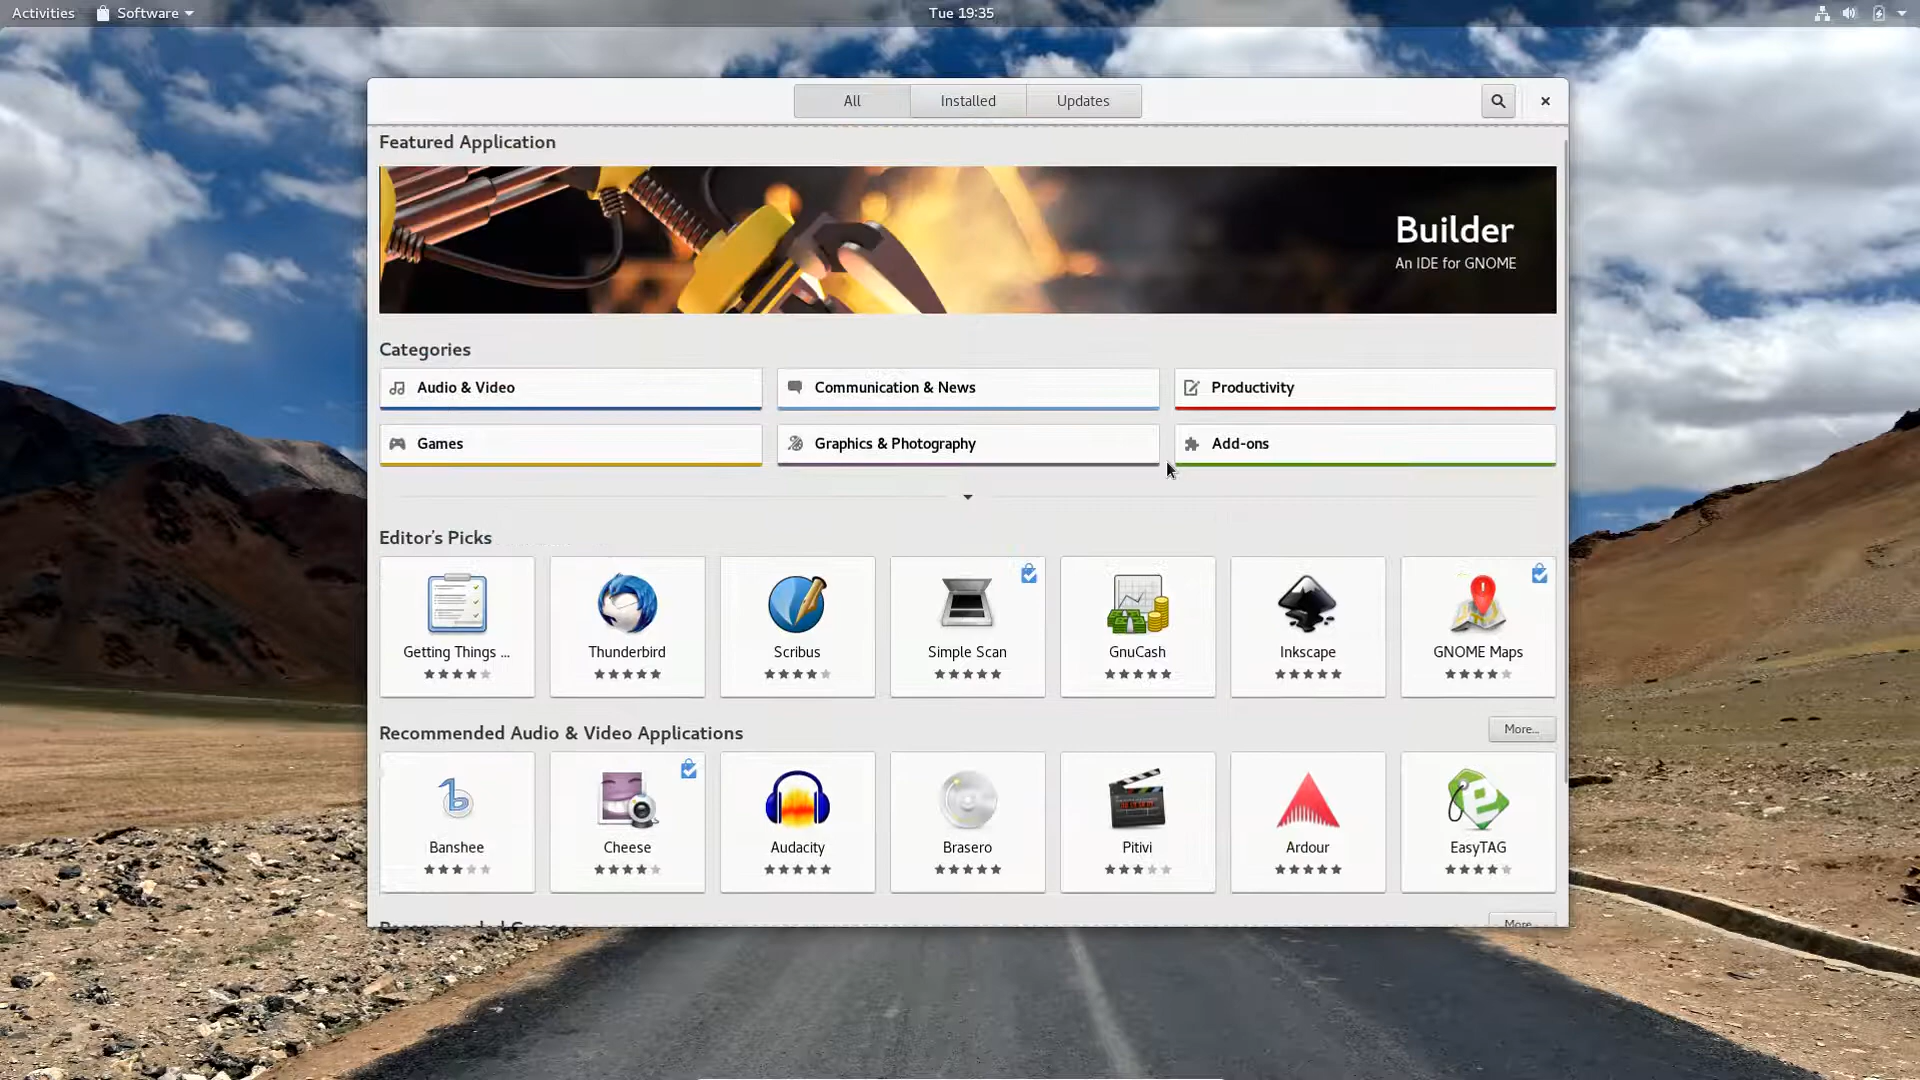 Activities
Software
Tue 19:35
All
Installed
Updates
Featured Application
Builder
An IDE for GNOME
Categories
Audio & Video
Communication & News
Productivity
Games
Graphics & Photography
Add-ons
Editor's Picks
Getting Things ...
Thunderbird
Scribus
Simple Scan
GnuCash
Inkscape
GNOME Maps
Recommended Audio & Video Applications
More...
Banshee
Cheese
Audacity
Brasero
Pitivi
Ardour
EasyTAG
Recommended
More...